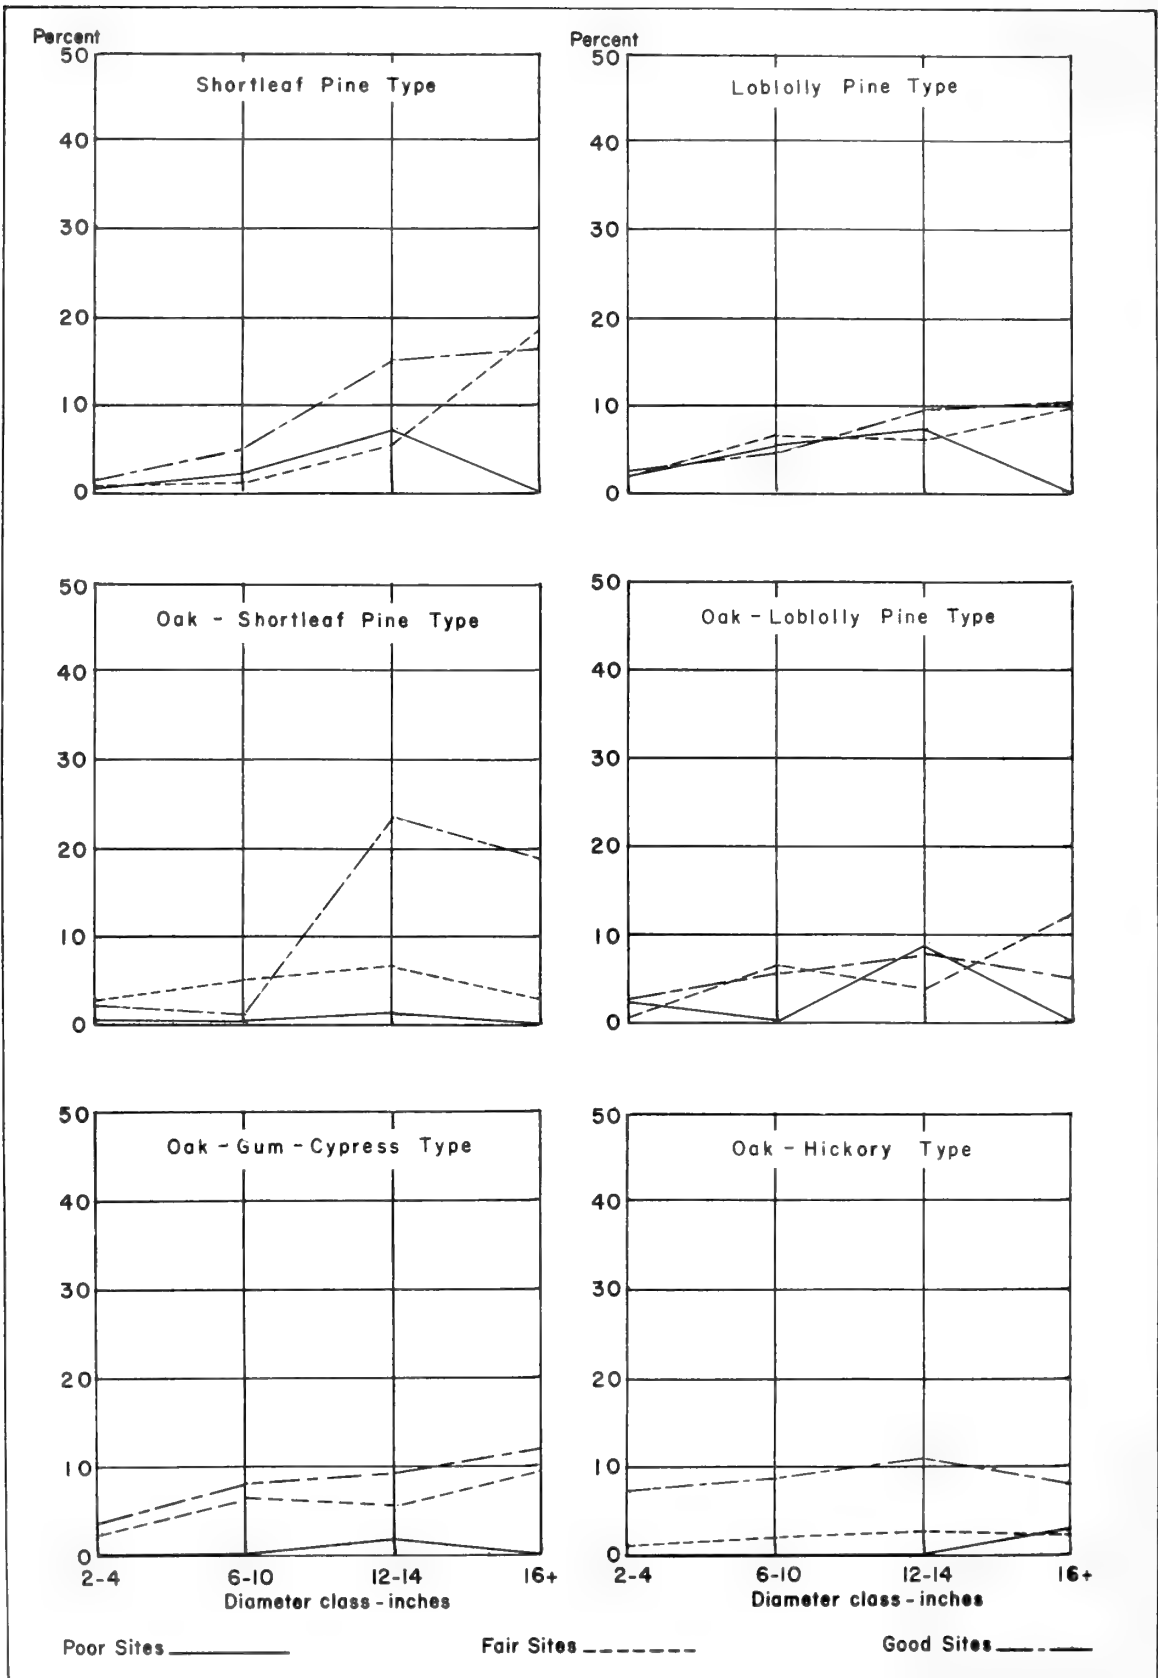 Percent
50
40
30
20
10
0
Shortleaf Pine Type
Percent
50
40
30
20
10
0
Loblolly Pine Type
50
40
30
20
10
0
Oak - Shortleaf Pine Type
50
40
30
20
10
0
Oak - Loblolly Pine Type
50
40
30
20
10
0
Oak - Gum - Cypress Type
2-4 6-10 12-14 16+
Diameter class - inches
50
40
30
20
10
0
Oak - Hickory Type
2-4 6-10 12-14 16+
Diameter class - inches
Poor Sites
Fair Sites
Good Sites